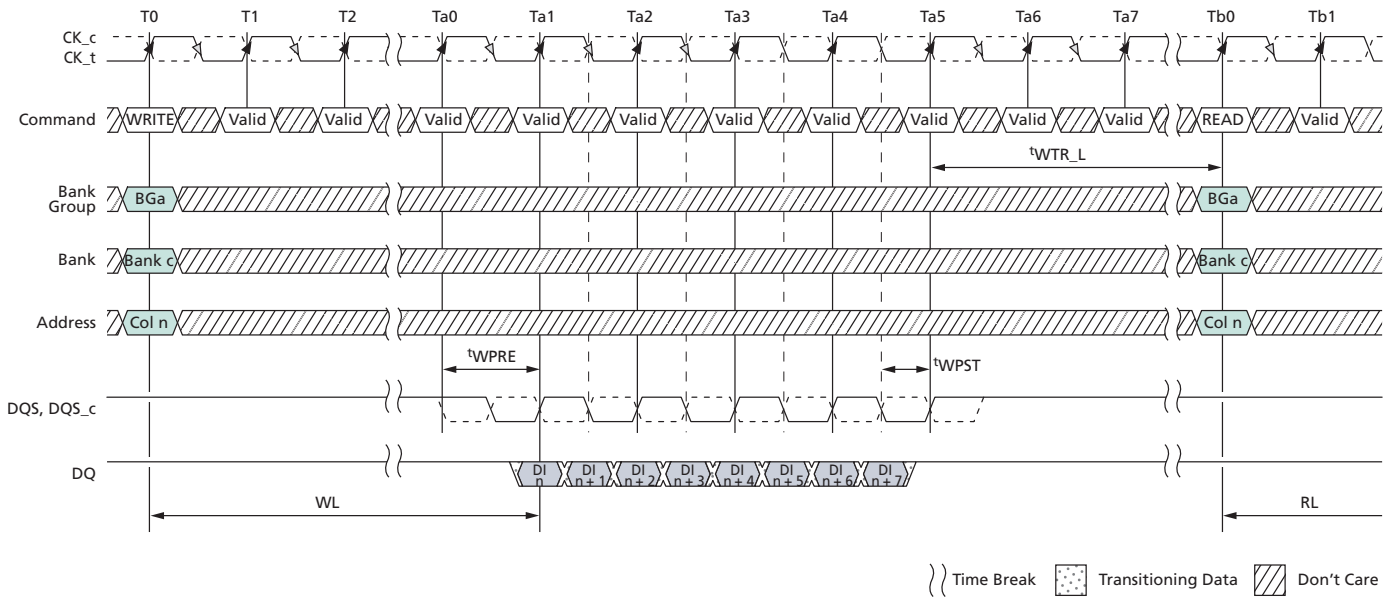 T0 T1 T2 Ta0 Ta1 Ta2 Ta3 Ta4 Ta5 Ta6 Ta7 Tb0 Tb1
CK_c
CK_t
Command WRITE Valid Valid Valid Valid Valid Valid Valid Valid Valid Valid READ Valid
tWTR_L
Bank Group BGa BGa
Bank Bank c Bank c
Address Col n Col n
tWPRE tWPST
DQS, DQS_c
DQ DI n DI n + 1 DI n + 2 DI n + 3 DI n + 4 DI n + 5 DI n + 6 DI n + 7
WL RL
Time Break Transitioning Data Don't Care